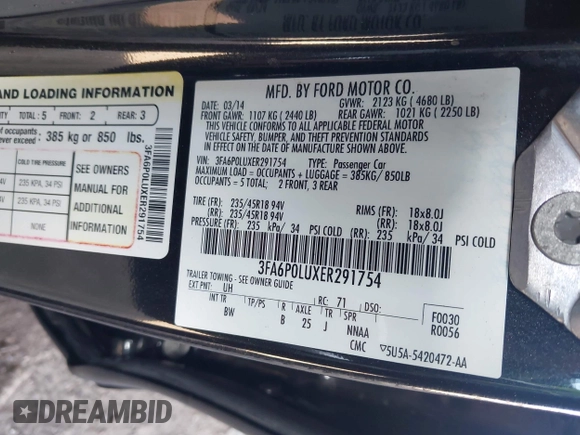 AND LOADING INFORMATION
TOTAL: 5 FRONT: 2 REAR: 3
of occupants
exceed 385 kg or 850 lbs.
COLD TIRE PRESSURE
235 KPA, 34 PSI
235 KPA, 34 PSI
NONE
SEE OWNERS
MANUAL FOR
ADDITIONAL
INFORMATION
3FA6P0LUXER291754
MFD. BY FORD MOTOR CO.
DATE: 03/14 GVWR: 2123 KG (4680 LB)
FRONT GAWR: 1107 KG (2440 LB) REAR GAWR: 1021 KG (2250 LB)
THIS VEHICLE CONFORMS TO ALL APPLICABLE FEDERAL MOTOR
VEHICLE SAFETY, BUMPER, AND THEFT PREVENTION STANDARDS
IN EFFECT ON THE DATE OF MANUFACTURE SHOWN ABOVE.
VIN: 3FA6P0LUXER291754 TYPE: Passenger Car
MAXIMUM LOAD = OCCUPANTS + LUGGAGE = 385KG/ 850LB
OCCUPANTS = 5 TOTAL; 2 FRONT, 3 REAR
TIRE (FR): 235/45R18 94V RIMS (FR): 18x8.0J
(RR): 235/45R18 94V (RR): 18x8.0J
PRESSURE (FR): 235 kPa/ 34 PSI COLD (RR): 235 kPa/ 34 PSI COLD
3FA6P0LUXER291754
TRAILER TOWING - SEE OWNER GUIDE
EXT PNT: UH RC: 71 DSO:
F0030
R0056
INT TR TP/PS R AXLE TR SPR
BW B 25 J NNAA
CMC 5U5A-5420472-AA
DREAMBID